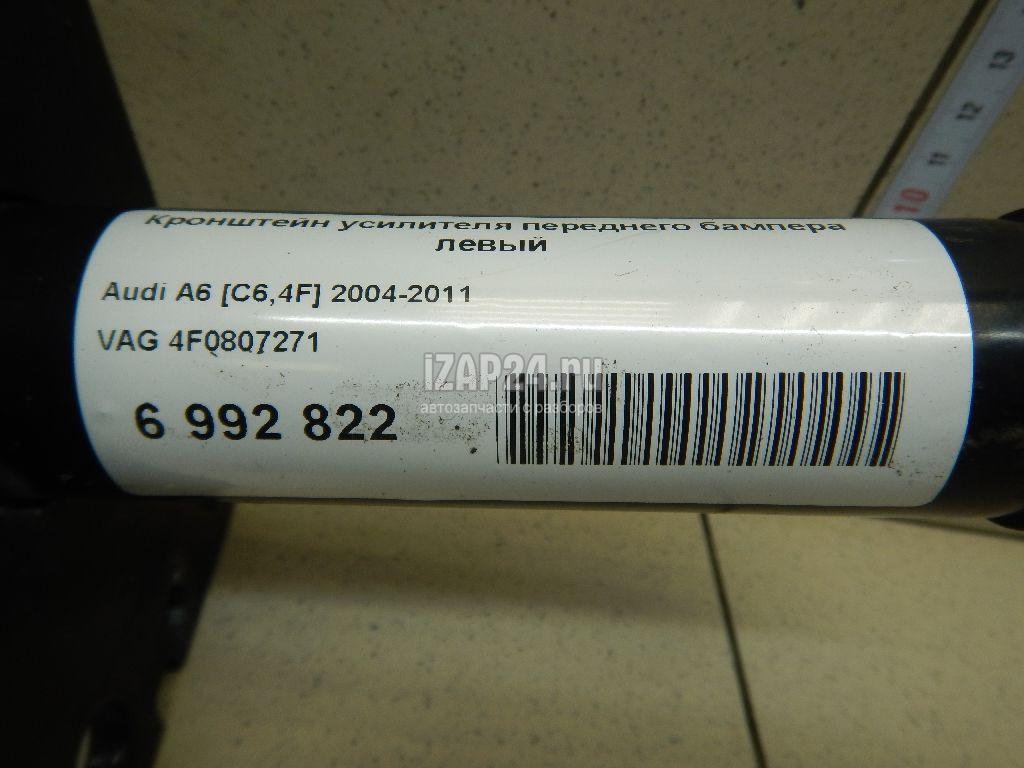 Кронштейн усилителя переднего бампера
левый
Audi A6 [C6,4F] 2004-2011
VAG 4F0807271
6 992 822
iZAP24.ru
автозапчасти с разборов
10 11 12 13